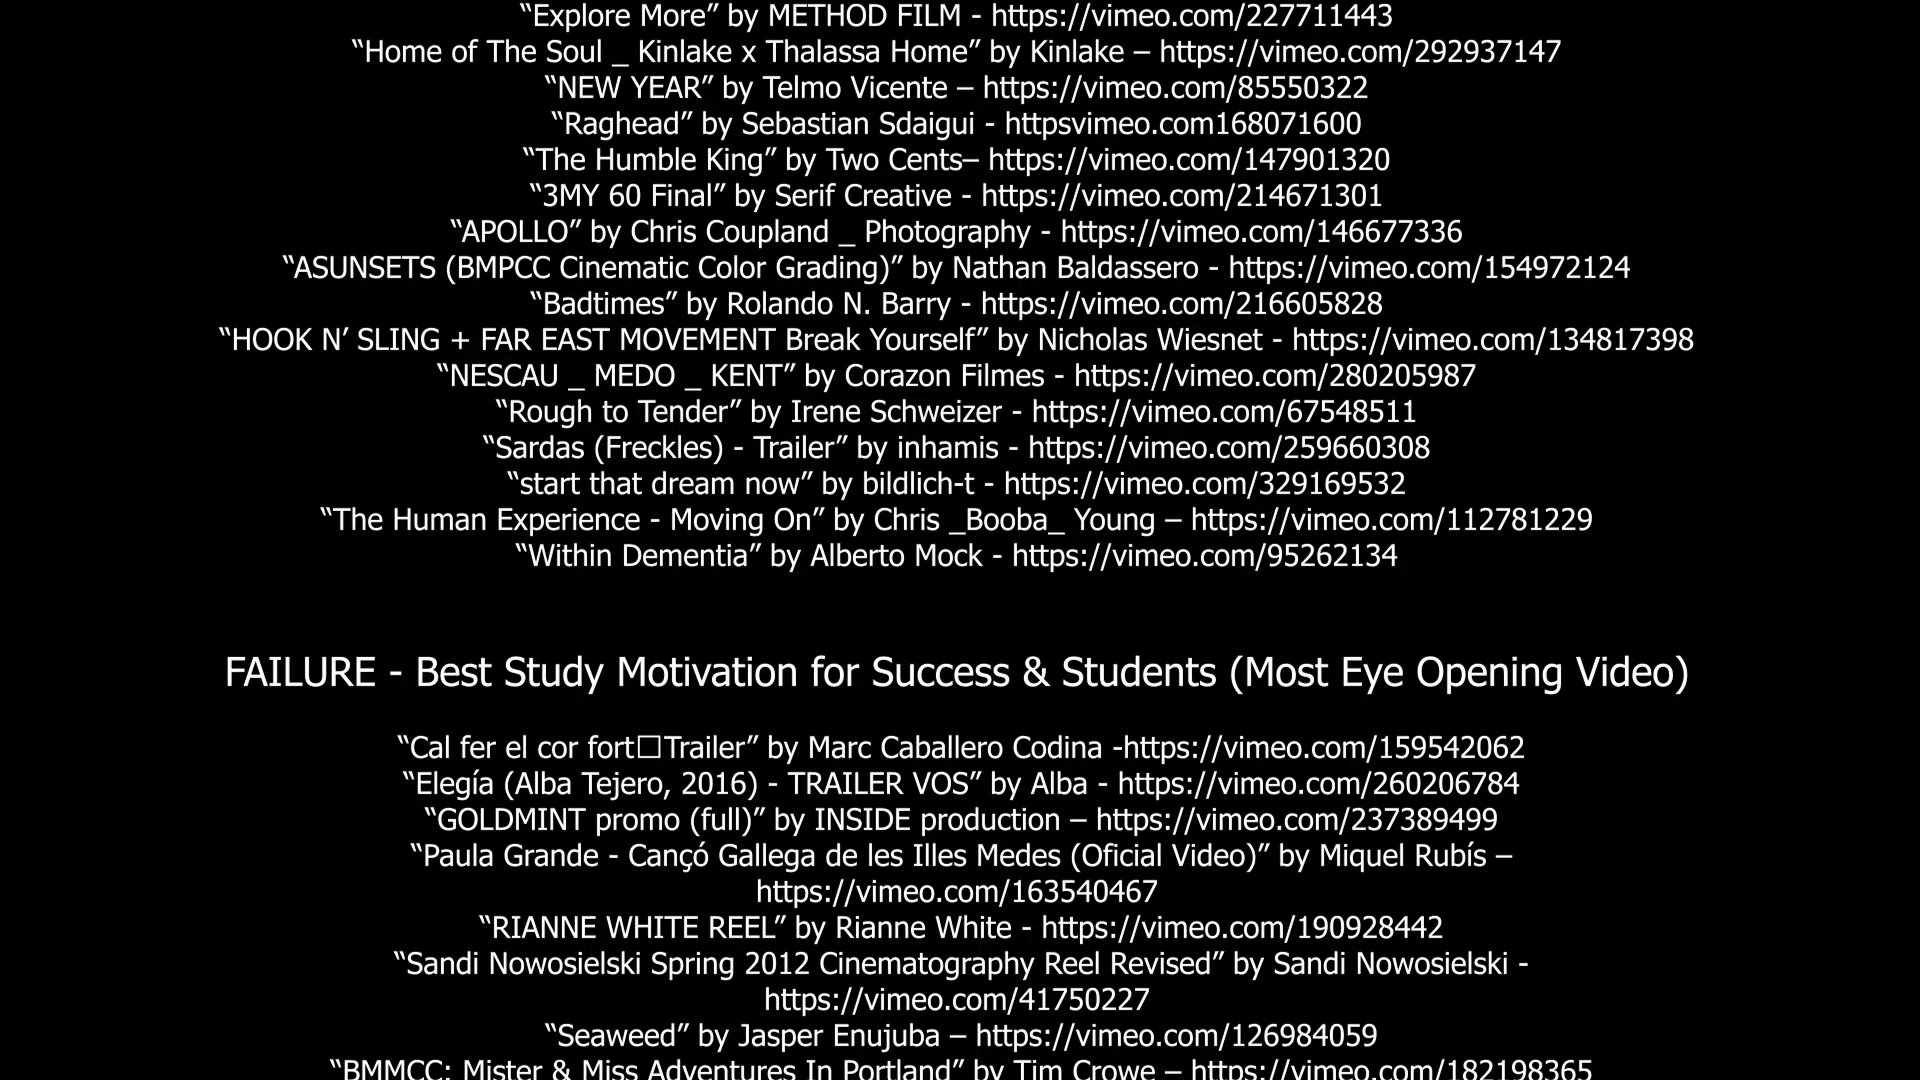 “Explore More” by METHOD FILM - https://vimeo.com/227711443
“Home of The Soul _ Kinlake x Thalassa Home” by Kinlake – https://vimeo.com/292937147
“NEW YEAR” by Telmo Vicente – https://vimeo.com/85550322
“Raghead” by Sebastian Sdaigui - httpsvimeo.com168071600
“The Humble King” by Two Cents– https://vimeo.com/147901320
“3MY 60 Final” by Serif Creative - https://vimeo.com/214671301
“APOLLO” by Chris Coupland _ Photography - https://vimeo.com/146677336
“ASUNSETS (BMPCC Cinematic Color Grading)” by Nathan Baldassero - https://vimeo.com/154972124
“Badtimes” by Rolando N. Barry - https://vimeo.com/216605828
“HOOK N’ SLING + FAR EAST MOVEMENT Break Yourself” by Nicholas Wiesnet - https://vimeo.com/134817398
“NESCAU _ MEDO _ KENT” by Corazon Filmes - https://vimeo.com/280205987
“Rough to Tender” by Irene Schweizer - https://vimeo.com/67548511
“Sardas (Freckles) - Trailer” by inhamis - https://vimeo.com/259660308
“start that dream now” by bildlich-t - https://vimeo.com/329169532
“The Human Experience - Moving On” by Chris _Booba_ Young – https://vimeo.com/112781229
“Within Dementia” by Alberto Mock - https://vimeo.com/95262134
FAILURE - Best Study Motivation for Success & Students (Most Eye Opening Video)
“Cal fer el cor fort□Trailer” by Marc Caballero Codina -https://vimeo.com/159542062
“Elegía (Alba Tejero, 2016) - TRAILER VOS” by Alba - https://vimeo.com/260206784
“GOLDMINT promo (full)” by INSIDE production – https://vimeo.com/237389499
“Paula Grande - Cançó Gallega de les Illes Medes (Oficial Video)” by Miquel Rubís –
https://vimeo.com/163540467
“RIANNE WHITE REEL” by Rianne White - https://vimeo.com/190928442
“Sandi Nowosielski Spring 2012 Cinematography Reel Revised” by Sandi Nowosielski -
https://vimeo.com/41750227
“Seaweed” by Jasper Enujuba – https://vimeo.com/126984059
“BMMCC: Mister & Miss Adventures In Portland” by Tim Crowe – https://vimeo.com/182198365